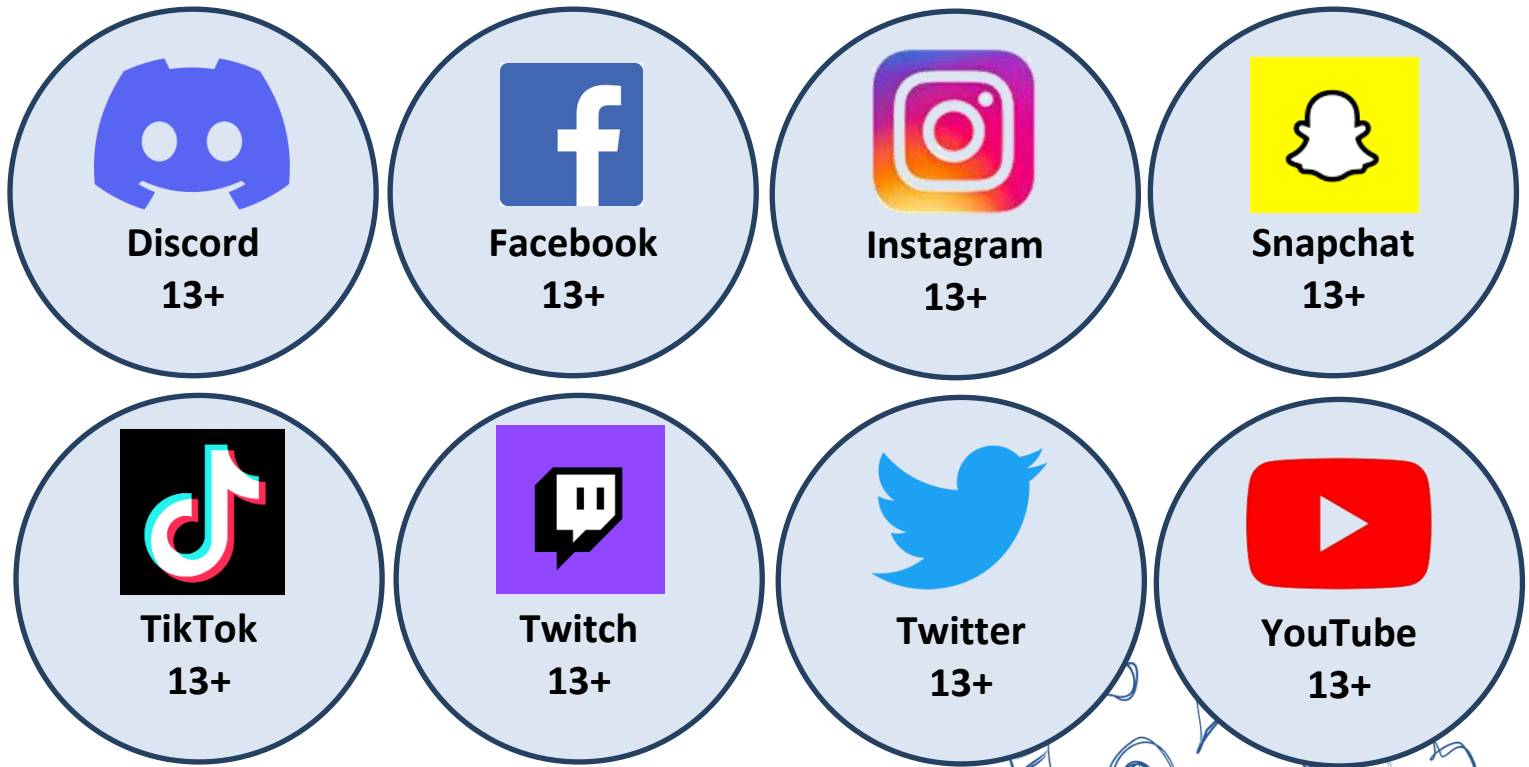 Discord
13+
Facebook
13+
Instagram
13+
Snapchat
13+
TikTok
13+
Twitch
13+
Twitter
13+
YouTube
13+